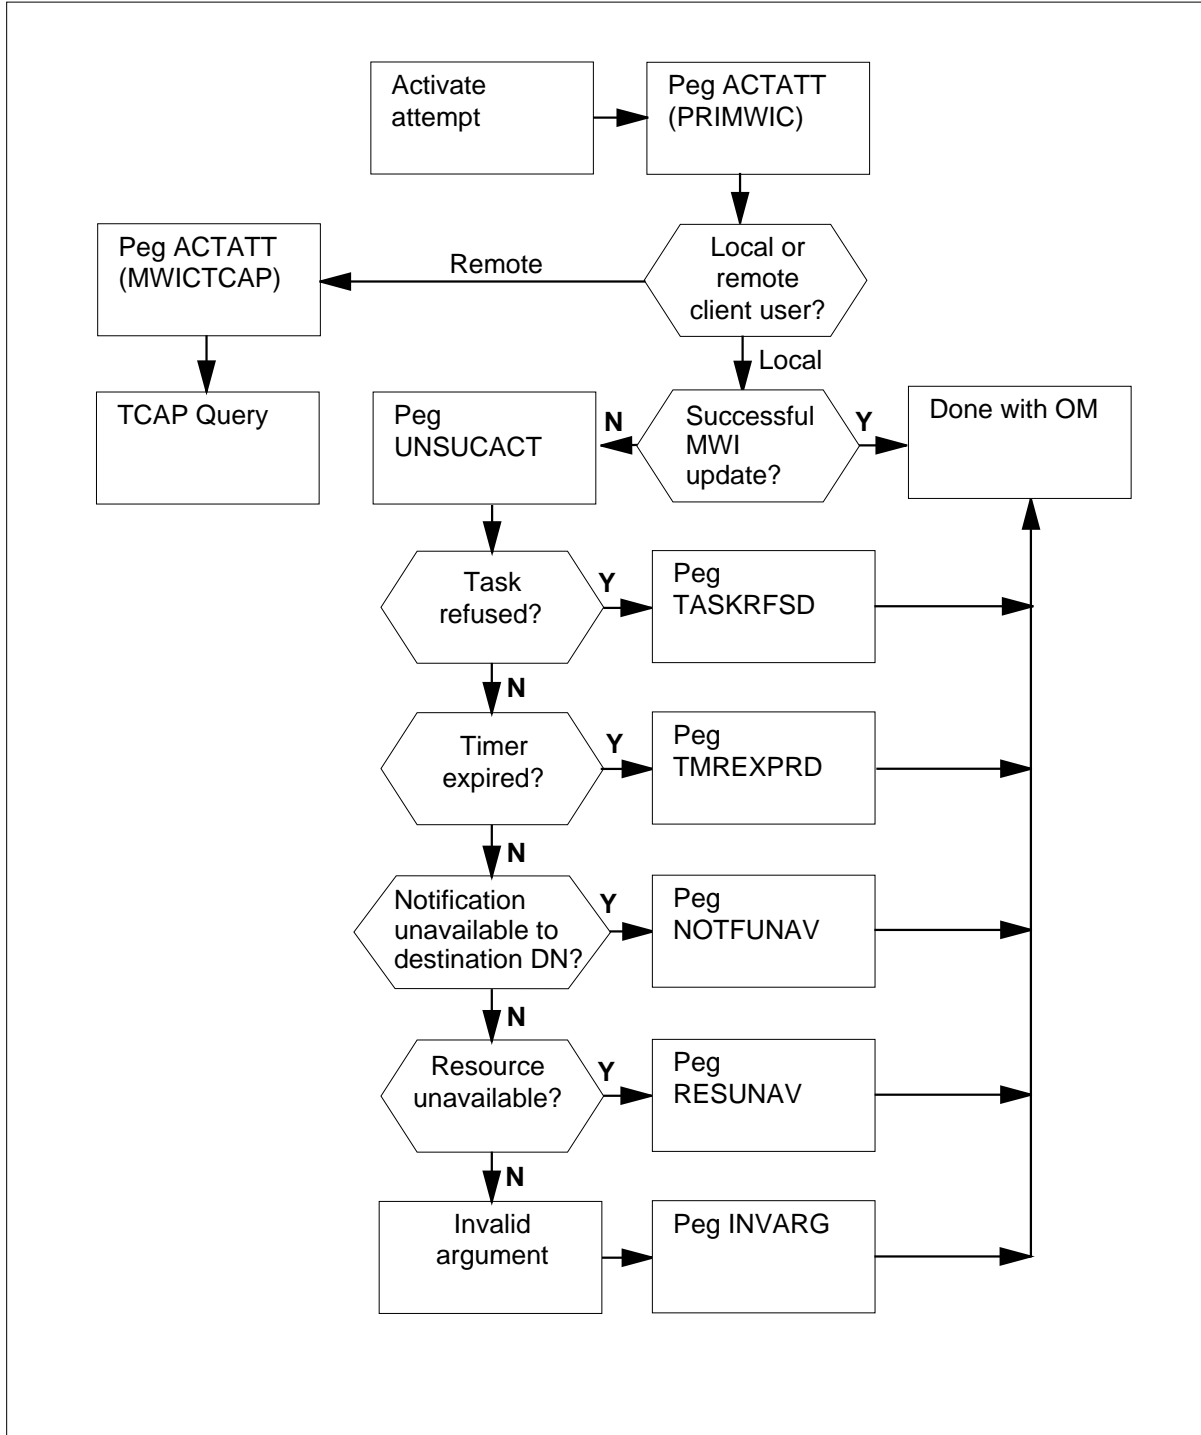 Activate
attempt
Peg ACTATT
(PRIMWIC)
Peg ACTATT
(MWICTCAP)
Remote
Local or
remote
client user?
Local
TCAP Query
Peg
UNSUCACT
N
Successful
MWI
update?
Y
Done with OM
Task
refused?
Y
Peg
TASKRFSD
N
Timer
expired?
Y
Peg
TMREXPRD
N
Notification
unavailable to
destination DN?
Y
Peg
NOTFUNAV
N
Resource
unavailable?
Y
Peg
RESUNAV
N
Invalid
argument
Peg INVARG